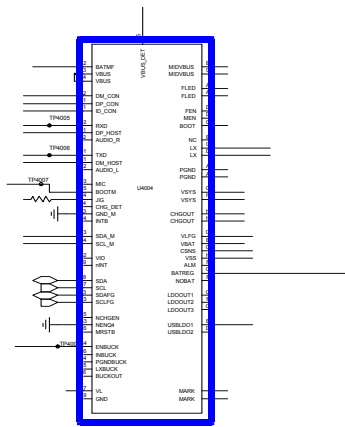 VBUS_DET
BATMF
VBUS
VBUS
DM_CON
DP_CON
ID_CON
TP4005
RXD
DP_HOST
AUDIO_R
TP4006
TXD
DM_HOST
AUDIO_L
TP4007
MIC
BOOTM
JIG
CHG_DET
GND_M
INTB
SDA_M
SCL_M
VIO
nINT
SDA
SCL
SDAFG
SCLFG
NCHGEN
NENQ4
MRSTB
ENBUCK
INBUCK
PGNDBUCK
LXBUCK
BUCKOUT
VL
GND
U4004
MIDVBUS
MIDVBUS
FLED
FLED
FEN
MEN
BOOT
NC
LX
LX
PGND
PGND
VSYS
VSYS
CHGOUT
CHGOUT
VLFG
VBAT
CSNS
VSS
ALM
BATREG
NOBAT
LDOOUT1
LDOOUT2
LDOOUT3
USBLDO1
USBLDO2
MARK
MARK